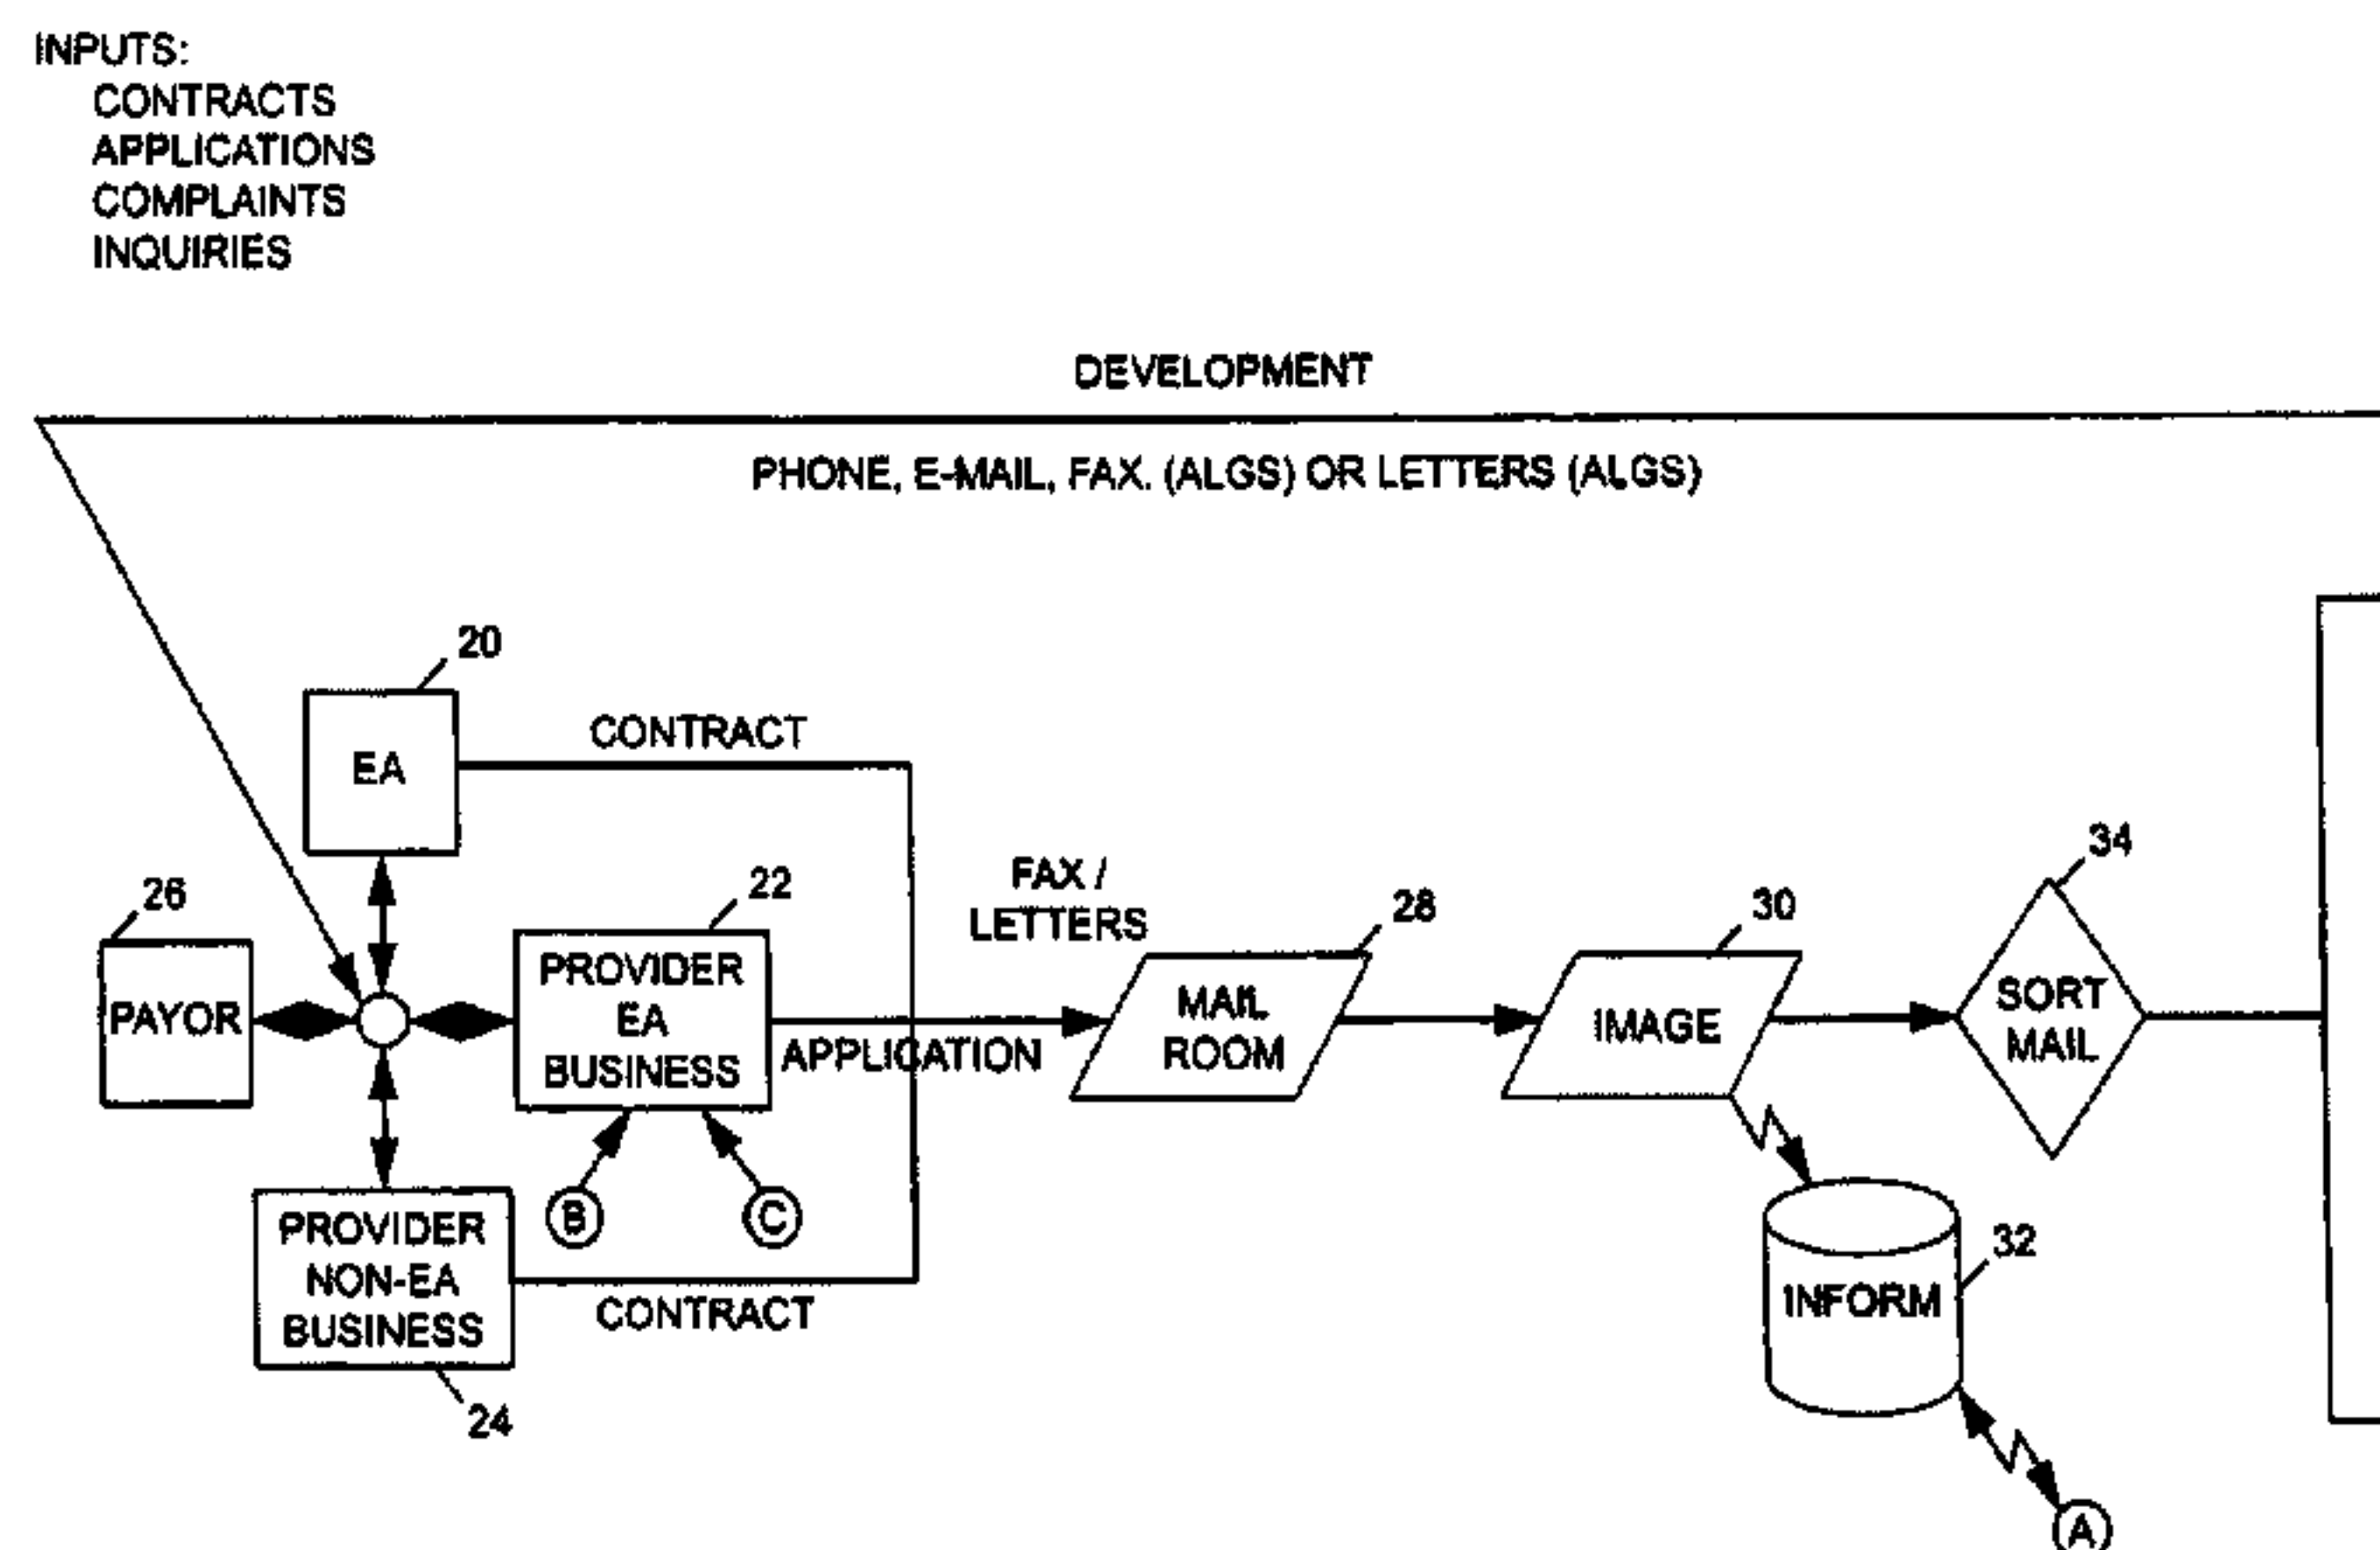 INPUTS:
CONTRACTS
APPLICATIONS
COMPLAINTS
INQUIRIES
DEVELOPMENT
PHONE, E-MAIL, FAX. (ALGS) OR LETTERS (ALGS)
20
EA
CONTRACT
26
PAYOR
22
PROVIDER
EA
BUSINESS
FAX /
LETTERS
APPLICATION
28
MAIL
ROOM
30
IMAGE
34
SORT
MAIL
B
C
PROVIDER
NON-EA
BUSINESS
24
CONTRACT
32
INFORM
A